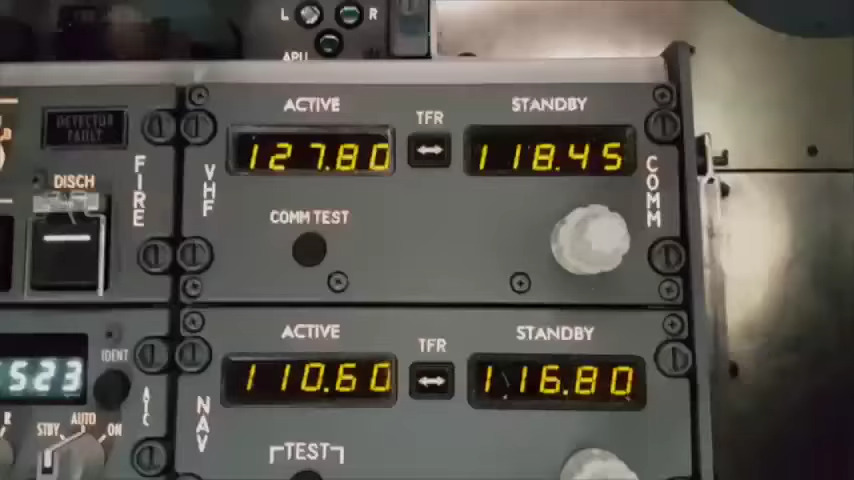 L R
APU
ACTIVE TFR STANDBY
DETECTOR
FAULT
127.80 118.45
FIRE
VHF
COMM
DISCH
COMM TEST
ACTIVE TFR STANDBY
IDENT
523
110.60 116.80
ATC
NAV
R STBY AUTO ON
TEST